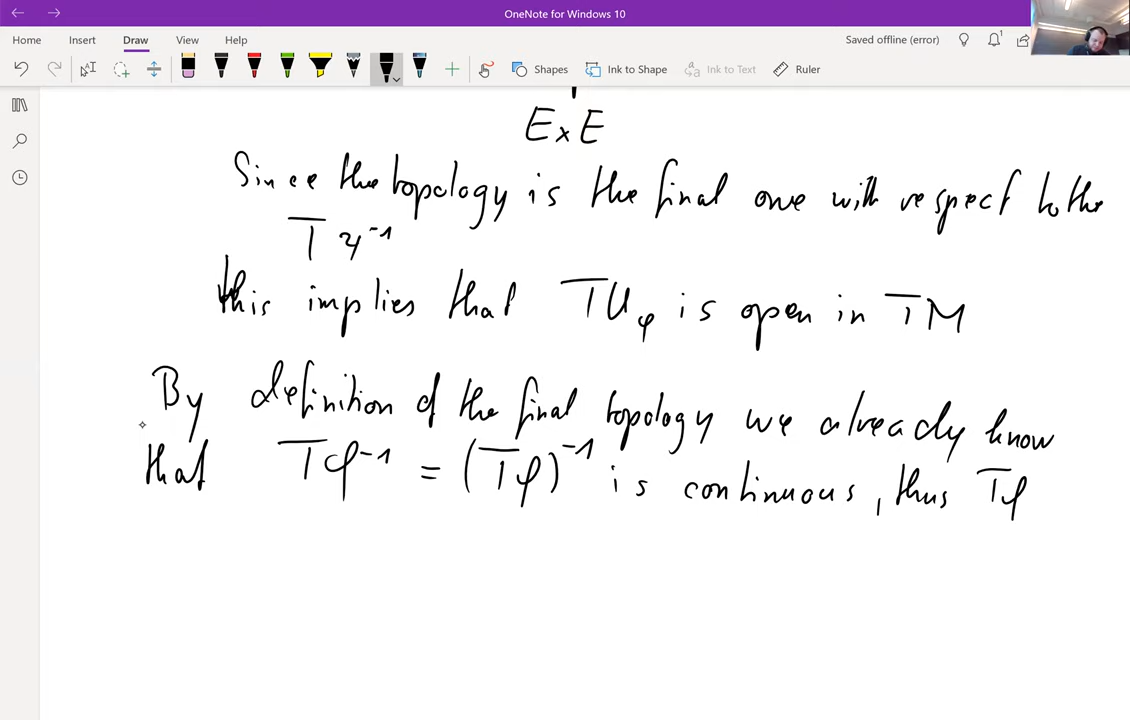 OneNote for Windows 10
Home Insert Draw View Help Saved offline (error) 1
Shapes Ink to Shape Ink to Text Ruler
E x E
Since the topology is the final one with respect to the
Tψ⁻¹
this implies that TU_φ is open in TM
By definition of the final topology we already know
that Tφ⁻¹ = (Tφ)⁻¹ is continuous, thus Tφ